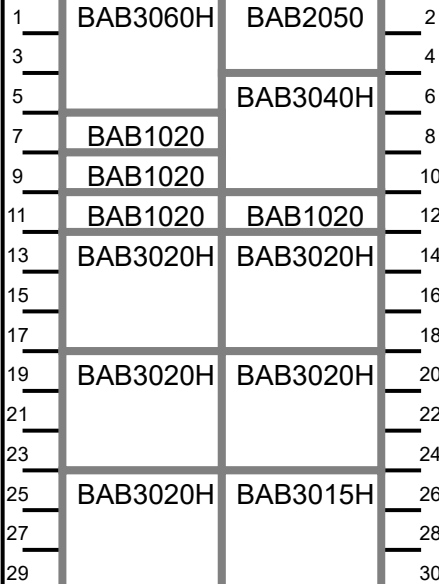 1 BAB3060H BAB2050 2
3 4
5 BAB3040H 6
7 BAB1020 8
9 BAB1020 10
11 BAB1020 BAB1020 12
13 BAB3020H BAB3020H 14
15 16
17 18
19 BAB3020H BAB3020H 20
21 22
23 24
25 BAB3020H BAB3015H 26
27 28
29 30